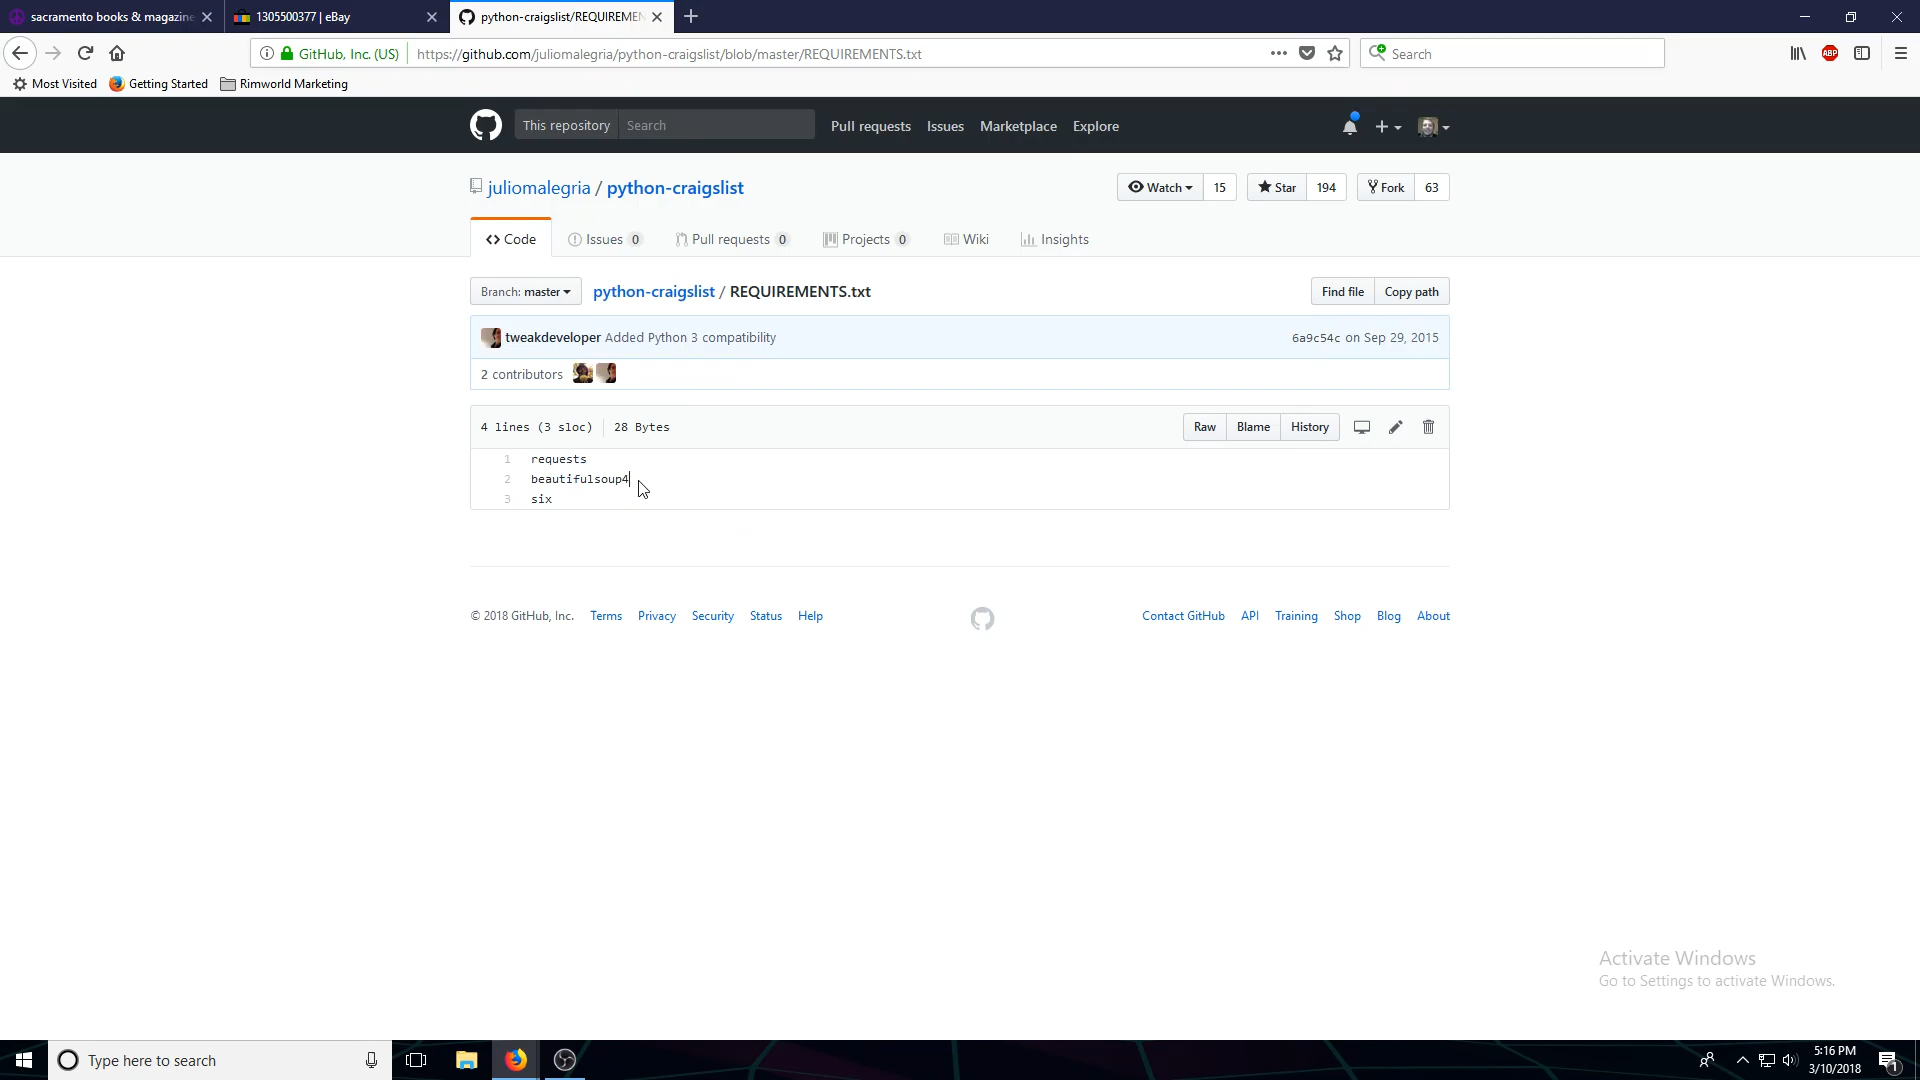 sacramento books & magazine
1305500377 | eBay
python-craigslist/REQUIREMEN
GitHub, Inc. (US)
https://github.com/juliomalegria/python-craigslist/blob/master/REQUIREMENTS.txt
Search
ABP
Most Visited
Getting Started
Rimworld Marketing
This repository
Search
Pull requests
Issues
Marketplace
Explore
juliomalegria / python-craigslist
Watch 15
Star 194
Fork 63
Code
Issues 0
Pull requests 0
Projects 0
Wiki
Insights
Branch: master
python-craigslist / REQUIREMENTS.txt
Find file
Copy path
tweakdeveloper Added Python 3 compatibility
6a9c54c on Sep 29, 2015
2 contributors
4 lines (3 sloc) 28 Bytes
Raw
Blame
History
1 requests
2 beautifulsoup4
3 six
© 2018 GitHub, Inc.
Terms
Privacy
Security
Status
Help
Contact GitHub
API
Training
Shop
Blog
About
Activate Windows
Go to Settings to activate Windows.
Type here to search
5:16 PM
3/10/2018
1